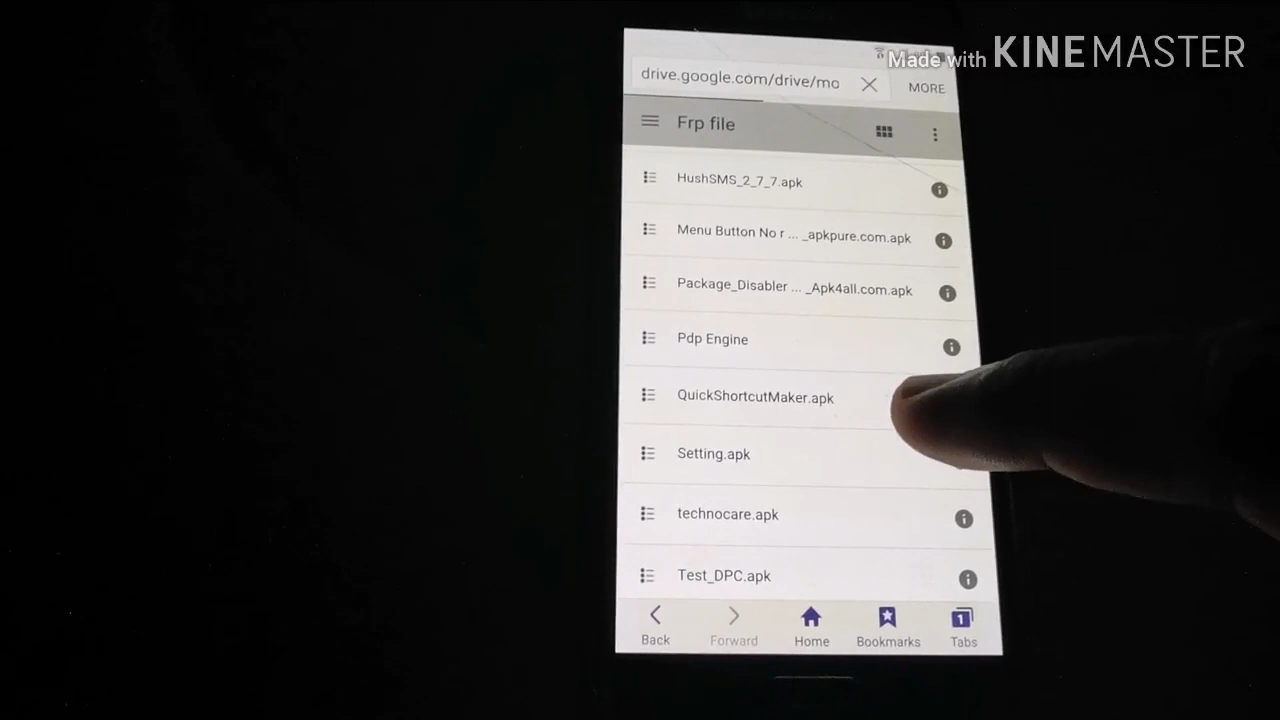 Made with KINEMASTER
drive.google.com/drive/mo
MORE
Frp file
HushSMS_2_7_7.apk
Menu Button No r ... _apkpure.com.apk
Package_Disabler ... _Apk4all.com.apk
Pdp Engine
QuickShortcutMaker.apk
Setting.apk
technocare.apk
Test_DPC.apk
Back Forward Home Bookmarks 1 Tabs